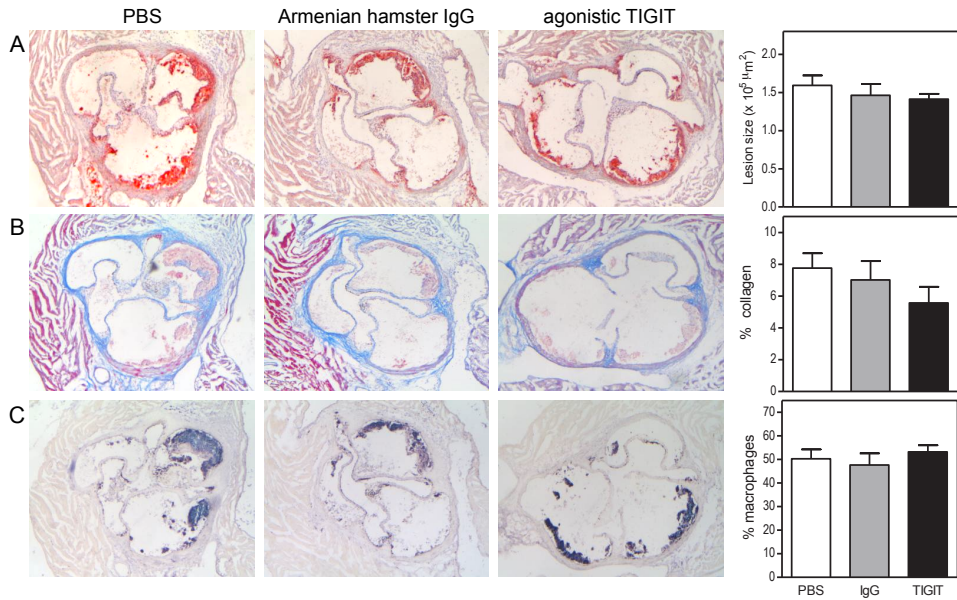 PBS
Armenian hamster IgG
agonistic TIGIT
A
Lesion size (x 10⁵ µm²)
2.0
1.5
1.0
0.5
0.0
B
% collagen
10
8
6
4
2
0
C
% macrophages
70
60
50
40
30
20
10
0
PBS
IgG
TIGIT